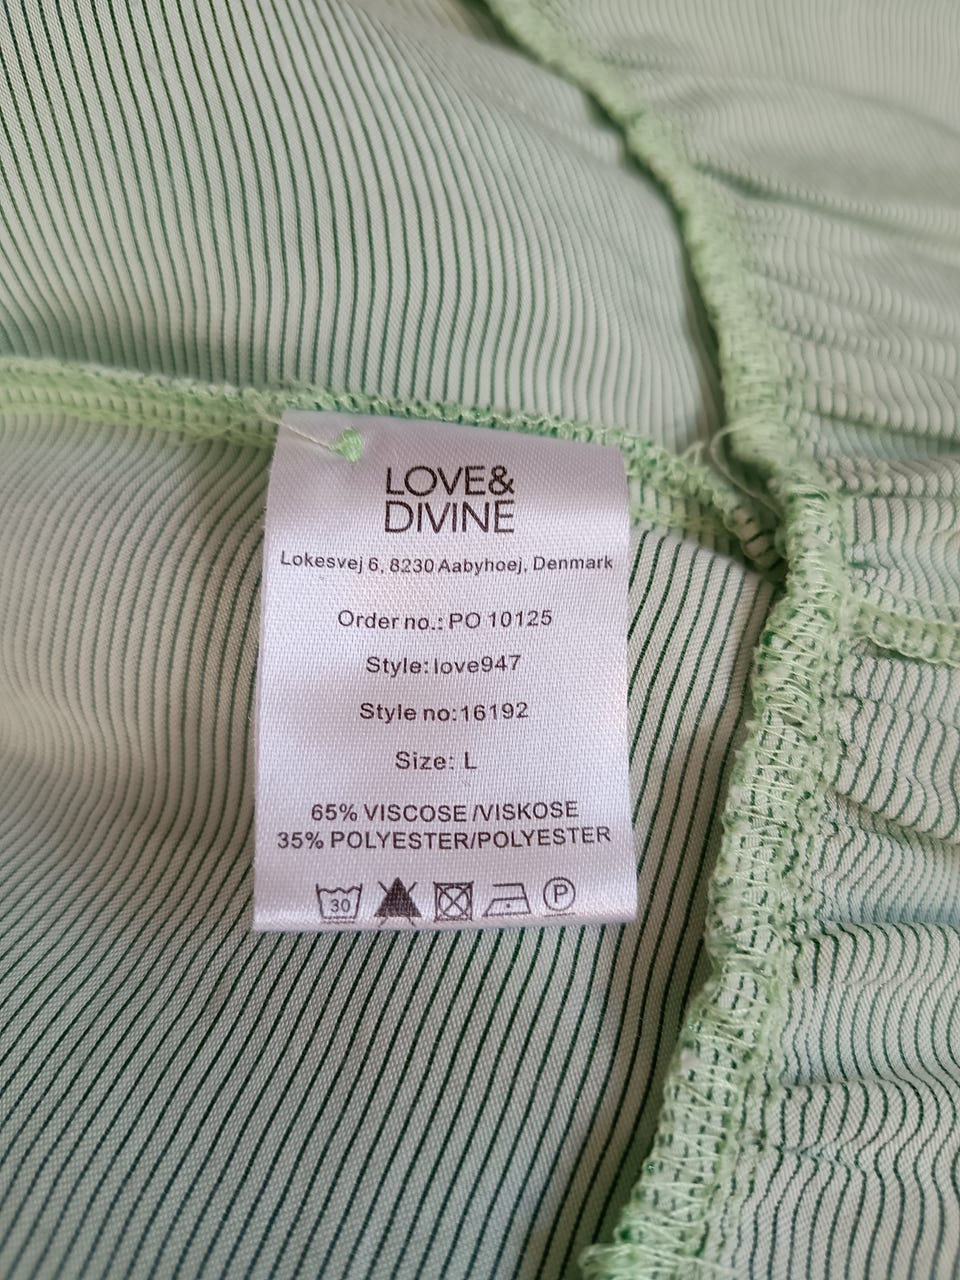 LOVE&
DIVINE
Lokesvej 6, 8230 Aabyhoej, Denmark
Order no.: PO 10125
Style: love947
Style no:16192
Size: L
65% VISCOSE /VISKOSE
35% POLYESTER/POLYESTER
30 P